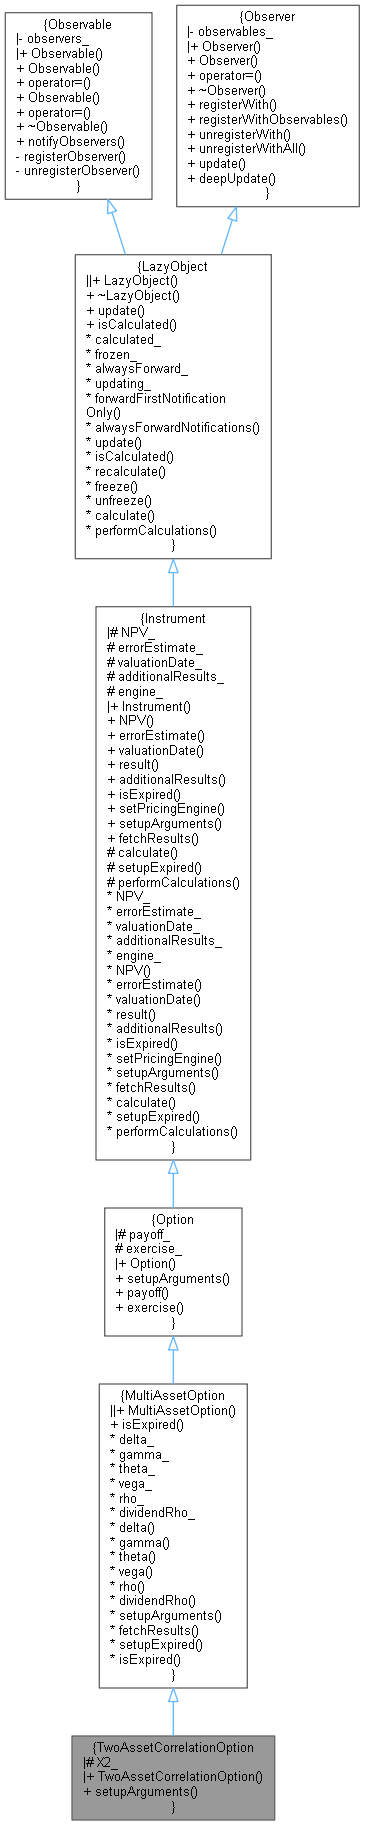 {Observable
|- observers_
|+ Observable()
+ Observable()
+ operator=()
+ Observable()
+ operator=()
+ ~Observable()
+ notifyObservers()
- registerObserver()
- unregisterObserver()
}
{Observer
|- observables_
|+ Observer()
+ Observer()
+ operator=()
+ ~Observer()
+ registerWith()
+ registerWithObservables()
+ unregisterWith()
+ unregisterWithAll()
+ update()
+ deepUpdate()
}
{LazyObject
||+ LazyObject()
+ ~LazyObject()
+ update()
+ isCalculated()
* calculated_
* frozen_
* alwaysForward_
* updating_
* forwardFirstNotification
Only()
* alwaysForwardNotifications()
* update()
* isCalculated()
* recalculate()
* freeze()
* unfreeze()
* calculate()
* performCalculations()
}
{Instrument
|# NPV_
# errorEstimate_
# valuationDate_
# additionalResults_
# engine_
|+ Instrument()
+ NPV()
+ errorEstimate()
+ valuationDate()
+ result()
+ additionalResults()
+ isExpired()
+ setPricingEngine()
+ setupArguments()
+ fetchResults()
# calculate()
# setupExpired()
# performCalculations()
* NPV_
* errorEstimate_
* valuationDate_
* additionalResults_
* engine_
* NPV()
* errorEstimate()
* valuationDate()
* result()
* additionalResults()
* isExpired()
* setPricingEngine()
* setupArguments()
* fetchResults()
* calculate()
* setupExpired()
* performCalculations()
}
{Option
|# payoff_
# exercise_
|+ Option()
+ setupArguments()
+ payoff()
+ exercise()
}
{MultiAssetOption
||+ MultiAssetOption()
+ isExpired()
* delta_
* gamma_
* theta_
* vega_
* rho_
* dividendRho_
* delta()
* gamma()
* theta()
* vega()
* rho()
* dividendRho()
* setupArguments()
* fetchResults()
* setupExpired()
* isExpired()
}
{TwoAssetCorrelationOption
|# X2_
|+ TwoAssetCorrelationOption()
+ setupArguments()
}